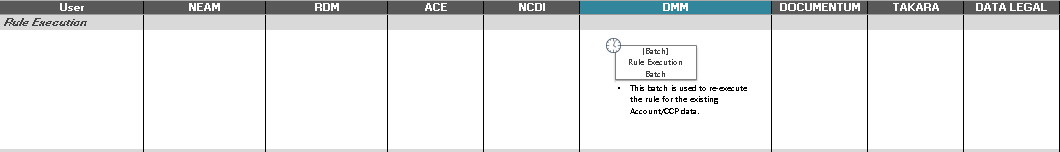 User NEAM RDM ACE NCDI DMM DOCUMENTUM TAKARA DATA LEGAL
Rule Execution
[Batch]
Rule Execution
Batch
• This batch is used to re-execute
the rule for the existing
Account/CCP data.